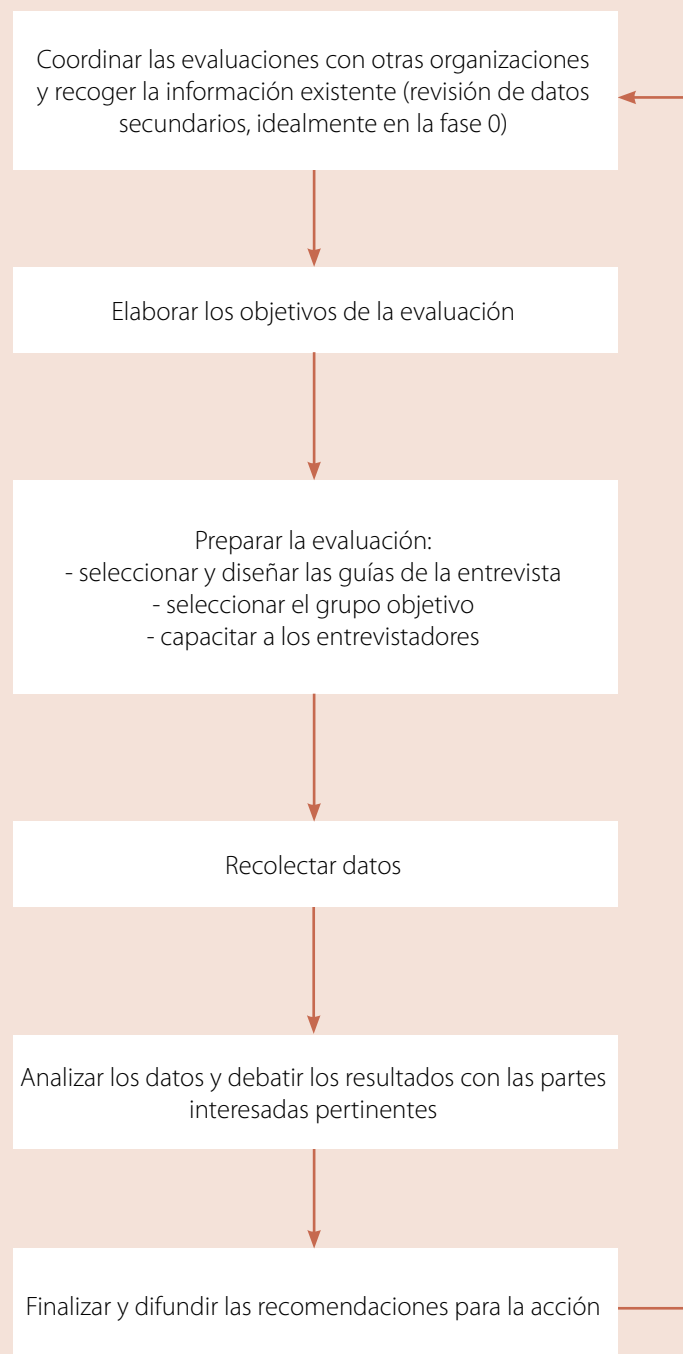 Coordinar las evaluaciones con otras organizaciones
y recoger la información existente (revisión de datos
secundarios, idealmente en la fase 0)
Elaborar los objetivos de la evaluación
Preparar la evaluación:
- seleccionar y diseñar las guías de la entrevista
- seleccionar el grupo objetivo
- capacitar a los entrevistadores
Recolectar datos
Analizar los datos y debatir los resultados con las partes
interesadas pertinentes
Finalizar y difundir las recomendaciones para la acción